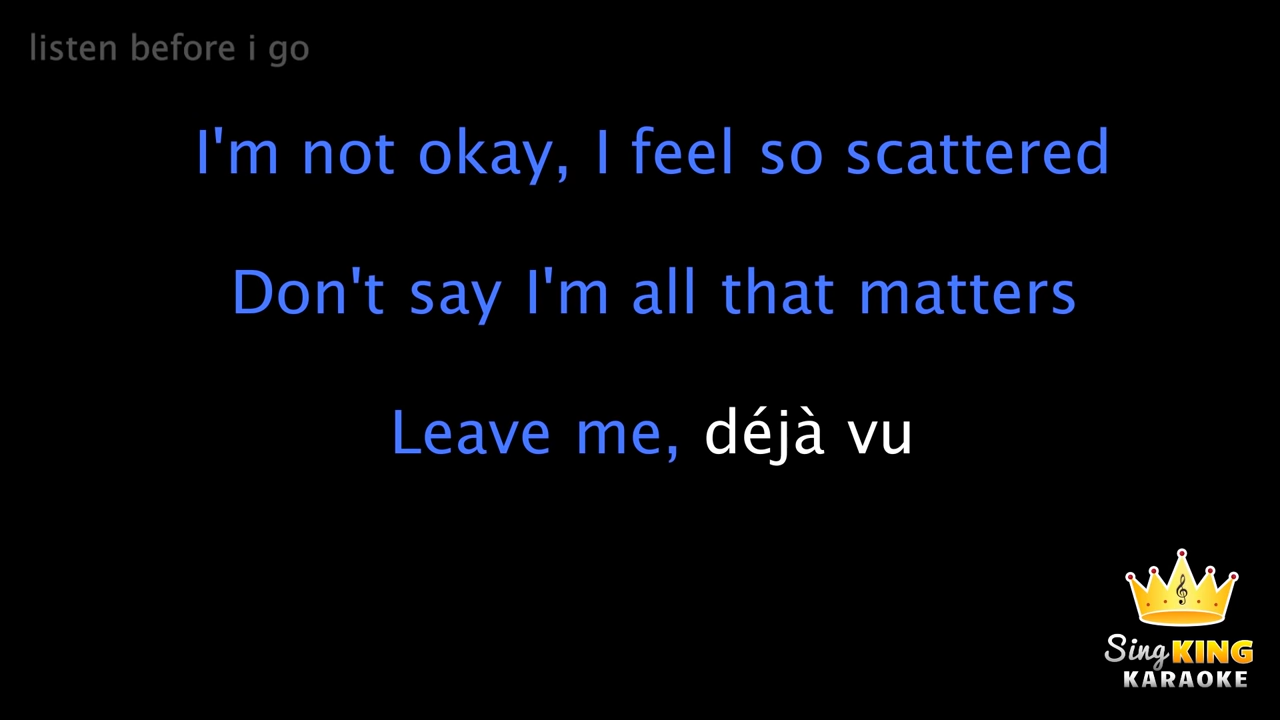 listen before i go
I'm not okay, I feel so scattered
Don't say I'm all that matters
Leave me, déjà vu
Sing KING
KARAOKE